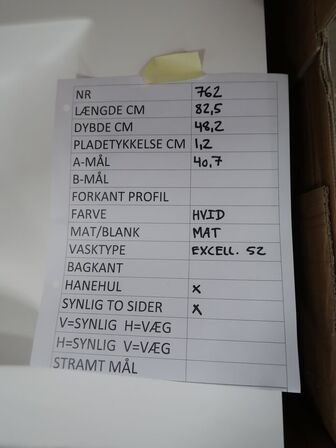 NR 762
LÆNGDE CM 82,5
DYBDE CM 48,2
PLADETYKKELSE CM 1,2
A-MÅL 40,7
B-MÅL
FORKANT PROFIL
FARVE HVID
MAT/BLANK MAT
VASKTYPE EXCELL. 52
BAGKANT
HANEHUL x
SYNLIG TO SIDER x
V=SYNLIG H=VÆG
H=SYNLIG V=VÆG
STRAMT MÅL